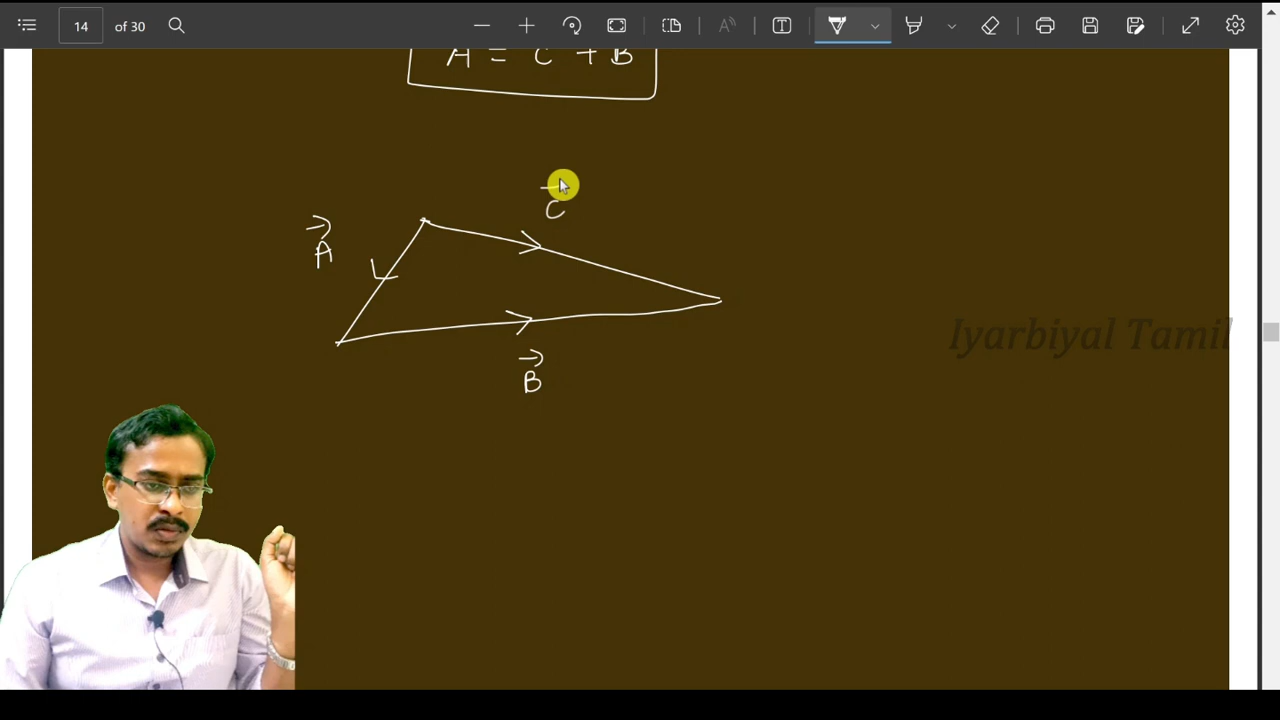 14 of 30
A = C + B
C
A
B
Iyarbiyal Tamil